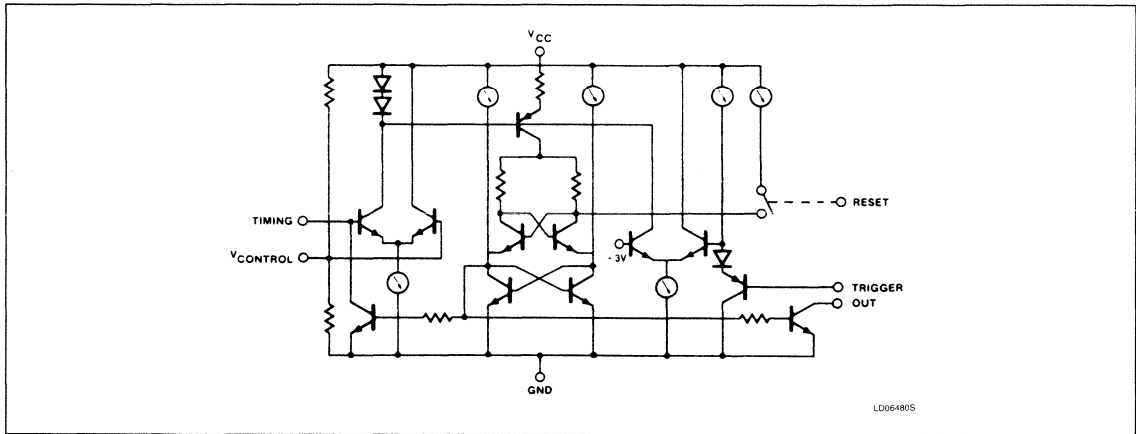 VCC
TIMING
VCONTROL
RESET
- 3V
TRIGGER
OUT
GND
LD06480S